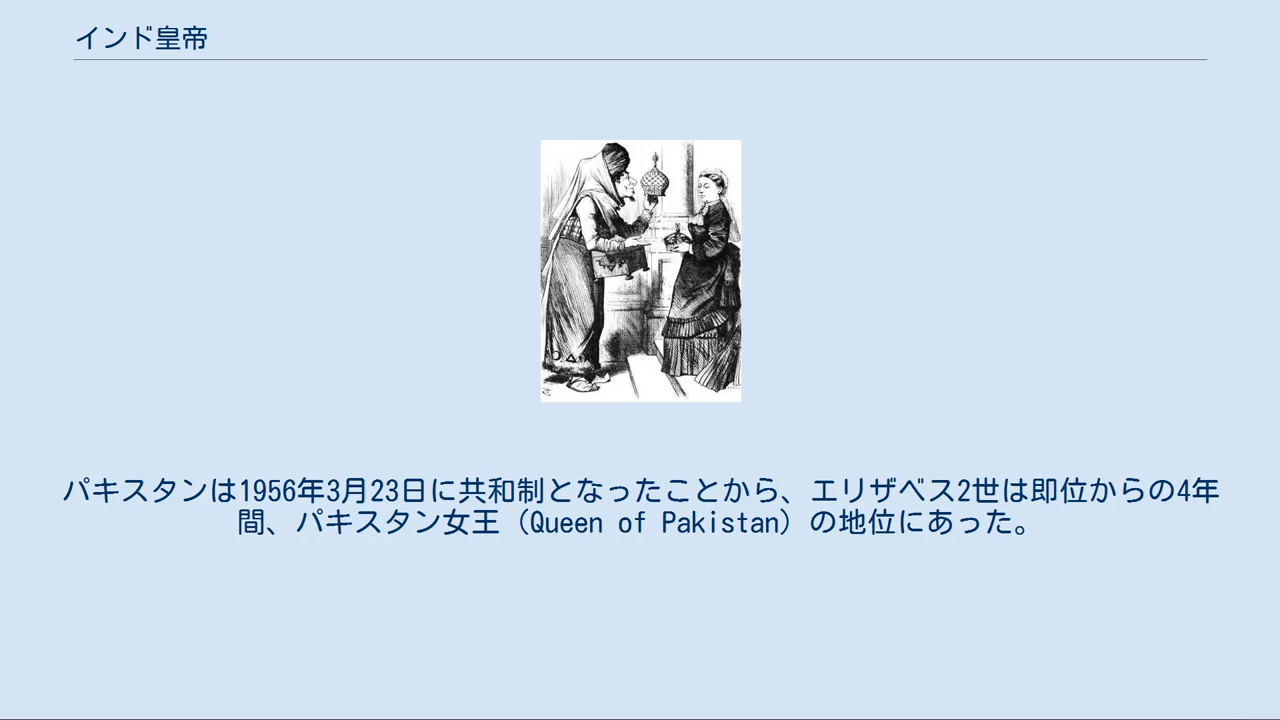 インド皇帝
パキスタンは1956年3月23日に共和制となったことから、エリザベス2世は即位からの4年
間、パキスタン女王（Queen of Pakistan）の地位にあった。